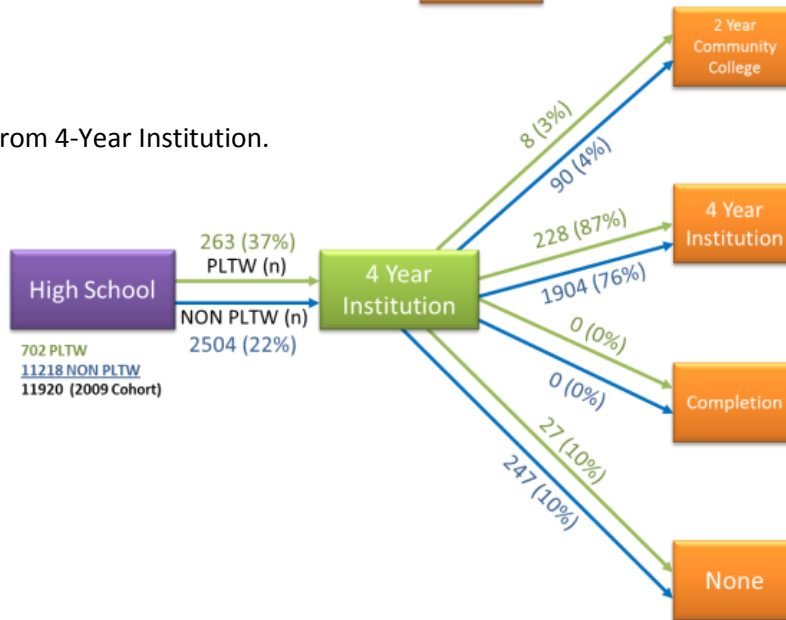 2 Year
Community
College
rom 4-Year Institution.
8 (3%)
90 (4%)
263 (37%)
PLTW (n)
High School
NON PLTW (n)
2504 (22%)
702 PLTW
11218 NON PLTW
11920 (2009 Cohort)
4 Year
Institution
228 (87%)
1904 (76%)
4 Year
Institution
0 (0%)
0 (0%)
Completion
27 (10%)
247 (10%)
None